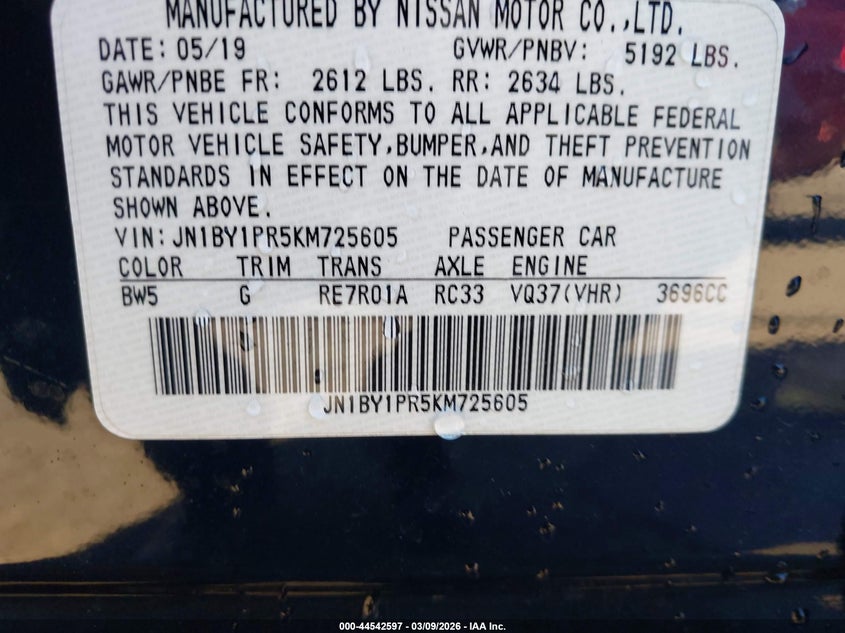 MANUFACTURED BY NISSAN MOTOR CO.,LTD.
DATE: 05/19 GVWR/PNBV: 5192 LBS.
GAWR/PNBE FR: 2612 LBS. RR: 2634 LBS.
THIS VEHICLE CONFORMS TO ALL APPLICABLE FEDERAL
MOTOR VEHICLE SAFETY,BUMPER,AND THEFT PREVENTION
STANDARDS IN EFFECT ON THE DATE OF MANUFACTURE
SHOWN ABOVE.
VIN: JN1BY1PR5KM725605 PASSENGER CAR
COLOR TRIM TRANS AXLE ENGINE
BW5 G RE7R01A RC33 VQ37(VHR) 3696CC
JN1BY1PR5KM725605
000-44542597 - 03/09/2026 - IAA Inc.